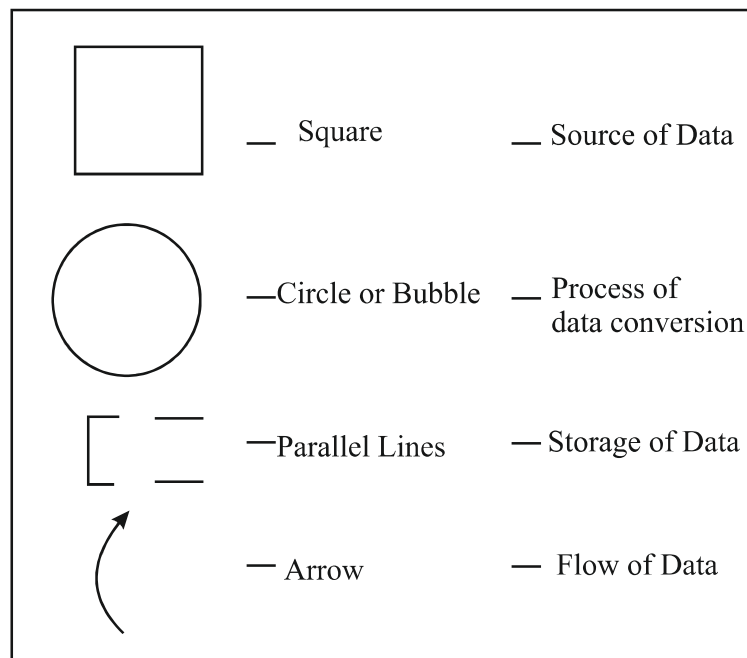 — Square — Source of Data
— Circle or Bubble — Process of
data conversion
— Parallel Lines — Storage of Data
— Arrow — Flow of Data